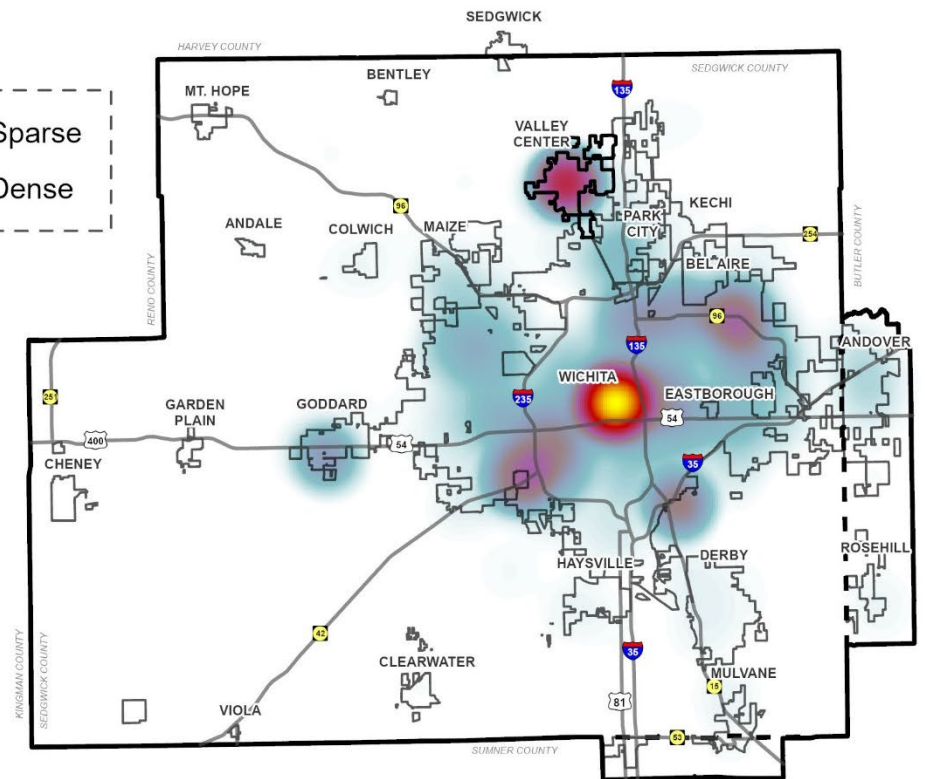 SEDGWICK
HARVEY COUNTY
SEDGWICK COUNTY
BENTLEY
MT. HOPE
135
Sparse
Dense
VALLEY
CENTER
96
KECHI
PARK
CITY
ANDALE
COLWICH
MAIZE
254
BEL AIRE
RENO COUNTY
BUTLER COUNTY
96
135
ANDOVER
WICHITA
EASTBOROUGH
235
251
54
GARDEN
PLAIN
GODDARD
400
54
CHENEY
35
ROSEHILL
HAYSVILLE
DERBY
42
35
KINGMAN COUNTY
SEDGWICK COUNTY
CLEARWATER
MULVANE
15
81
VIOLA
53
SUMNER COUNTY